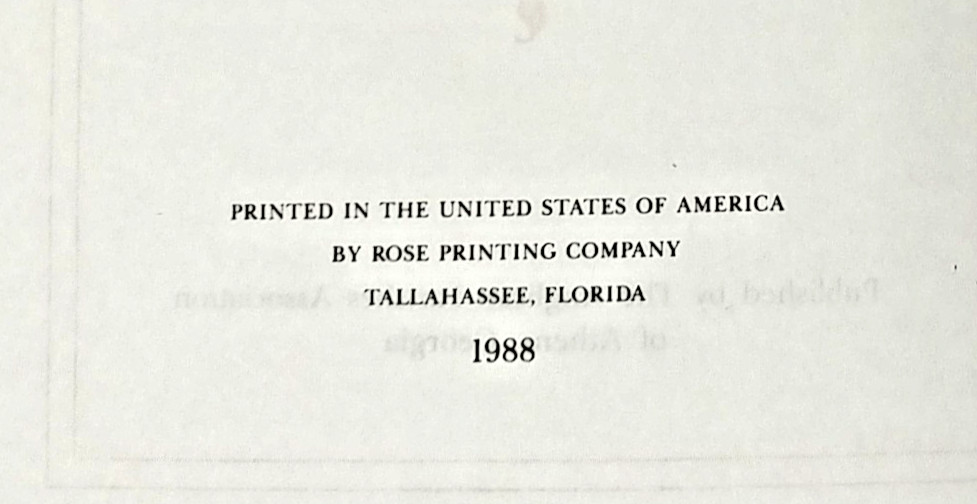 PRINTED IN THE UNITED STATES OF AMERICA
BY ROSE PRINTING COMPANY
TALLAHASSEE, FLORIDA
1988